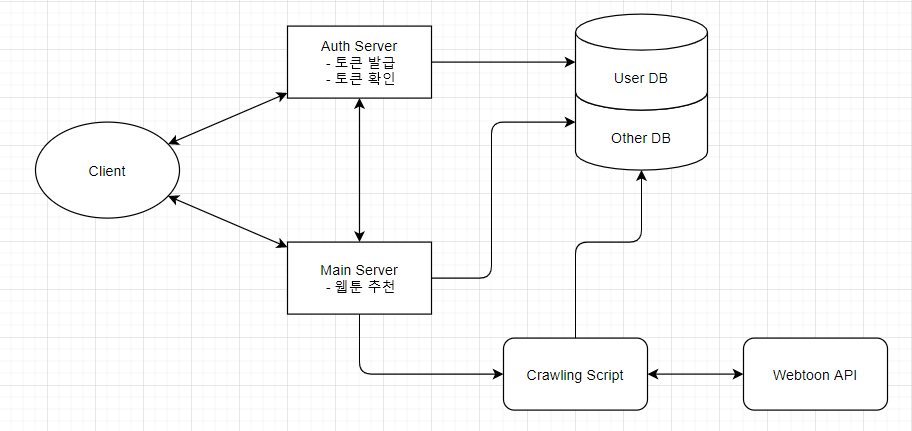 Auth Server
- 토큰 발급
- 토큰 확인
User DB
Other DB
Client
Main Server
- 웹툰 추천
Crawling Script
Webtoon API